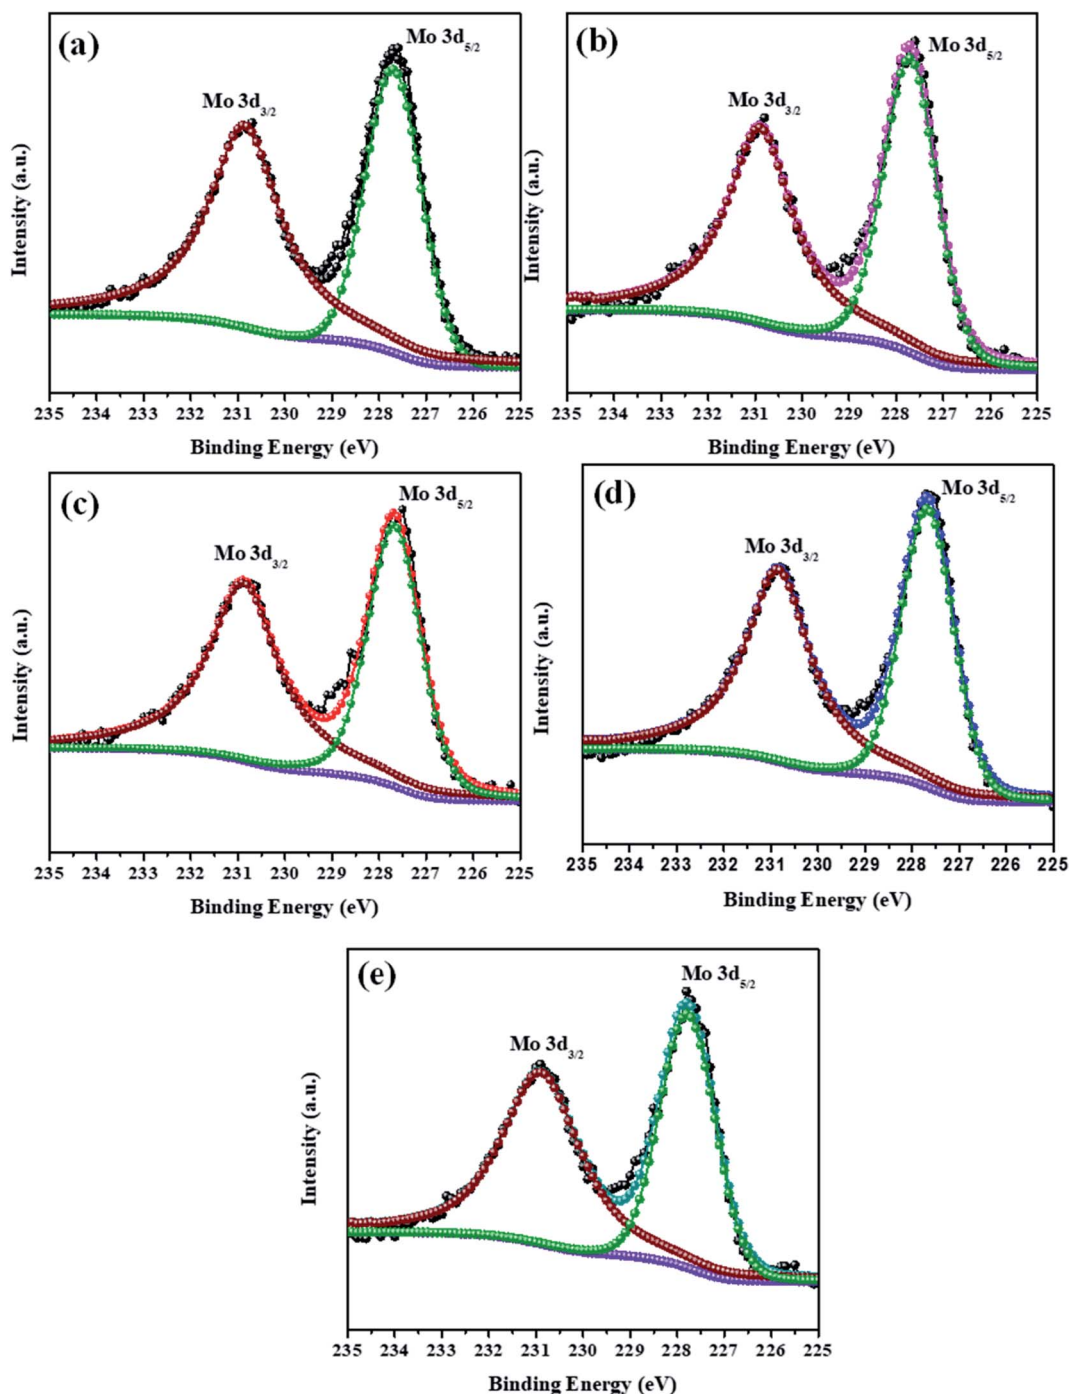 (a)
Mo 3d5/2
Mo 3d3/2
Intensity (a.u.)
235 234 233 232 231 230 229 228 227 226 225
Binding Energy (eV)
(b)
Mo 3d5/2
Mo 3d3/2
Intensity (a.u.)
235 234 233 232 231 230 229 228 227 226 225
Binding Energy (eV)
(c)
Mo 3d5/2
Mo 3d3/2
Intensity (a.u.)
235 234 233 232 231 230 229 228 227 226 225
Binding Energy (eV)
(d)
Mo 3d5/2
Mo 3d3/2
Intensity (a.u.)
235 234 233 232 231 230 229 228 227 226 225
Binding Energy (eV)
(e)
Mo 3d5/2
Mo 3d3/2
Intensity (a.u.)
235 234 233 232 231 230 229 228 227 226 225
Binding Energy (eV)